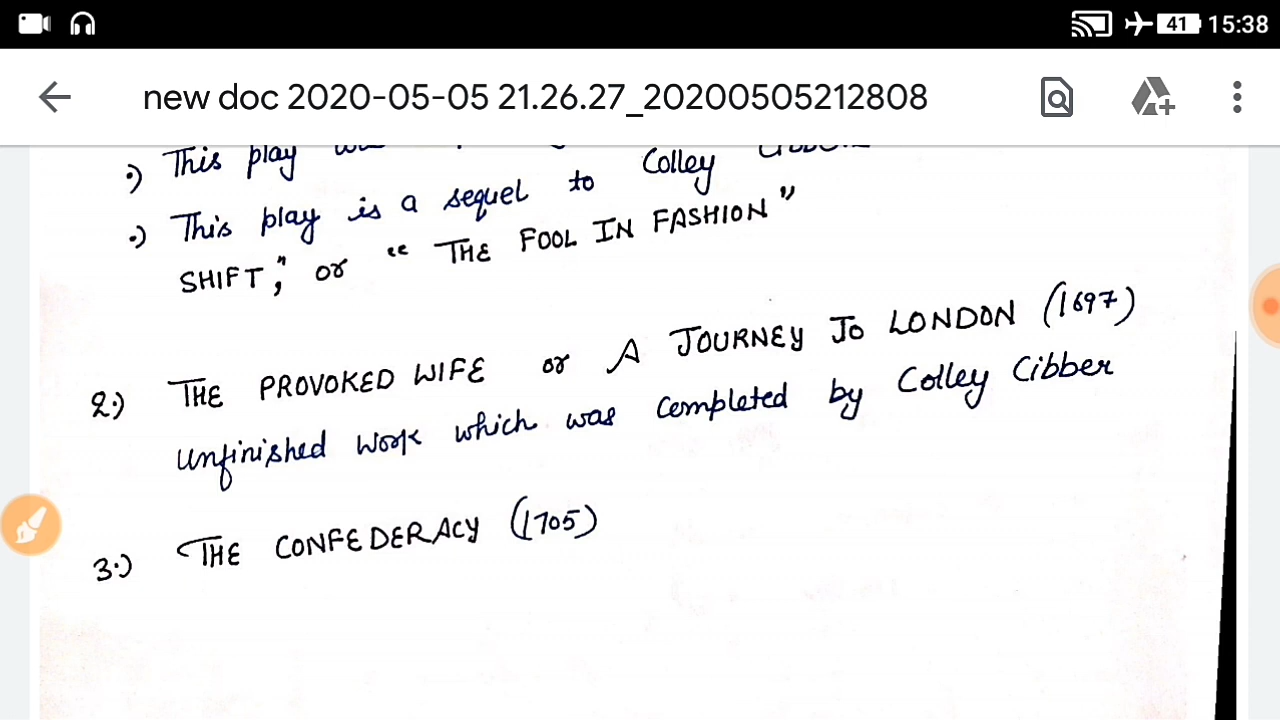 41 15:38
new doc 2020-05-05 21.26.27_20200505212808
•) This play
•) This play is a sequel to Colley
SHIFT," or " THE FOOL IN FASHION"
2.) THE PROVOKED WIFE or A JOURNEY TO LONDON (1697)
unfinished work which was completed by Colley Cibber
3.) THE CONFEDERACY (1705)